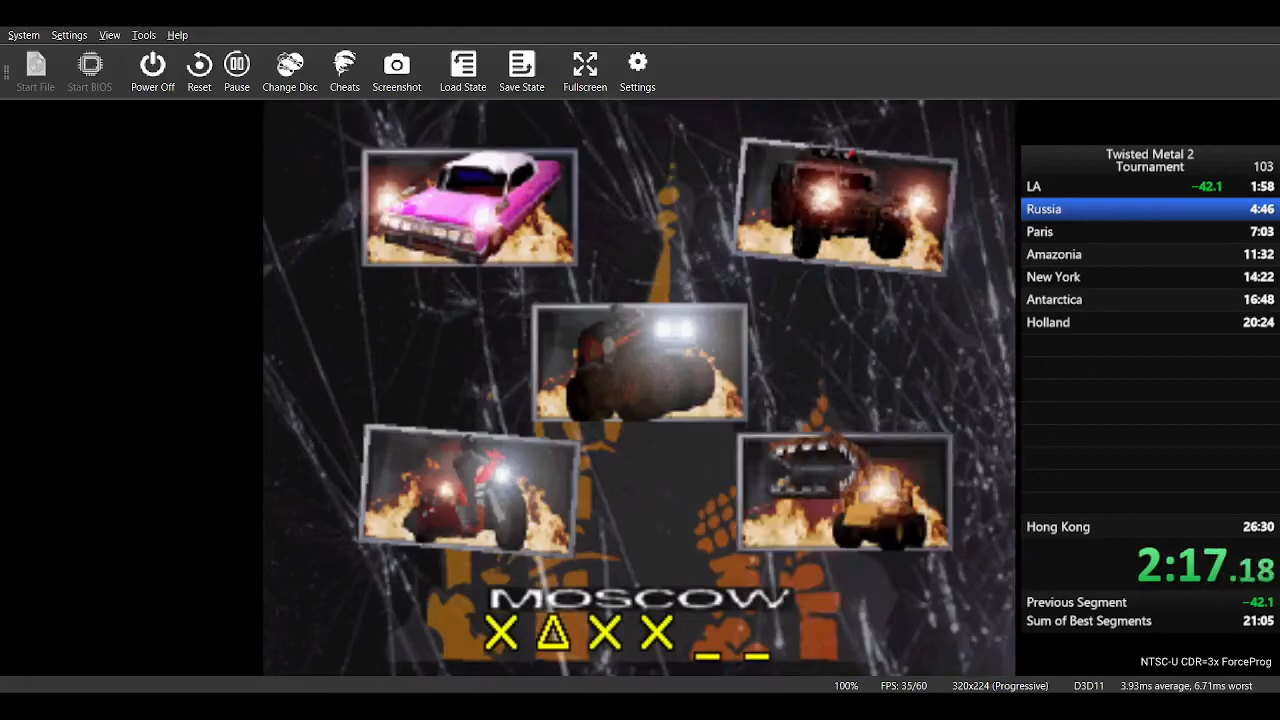 System Settings View Tools Help
Start File Start BIOS Power Off Reset Pause Change Disc Cheats Screenshot Load State Save State Fullscreen Settings
Twisted Metal 2
Tournament 103
LA −42.1 1:58
Russia 4:46
Paris 7:03
Amazonia 11:32
New York 14:22
Antarctica 16:48
Holland 20:24
Hong Kong 26:30
2:17.18
Previous Segment −42.1
Sum of Best Segments 21:05
MOSCOW
X Δ X X _ _
NTSC-U CDR=3x ForceProg
100% FPS: 35/60 320x224 (Progressive) D3D11 3.93ms average, 6.71ms worst